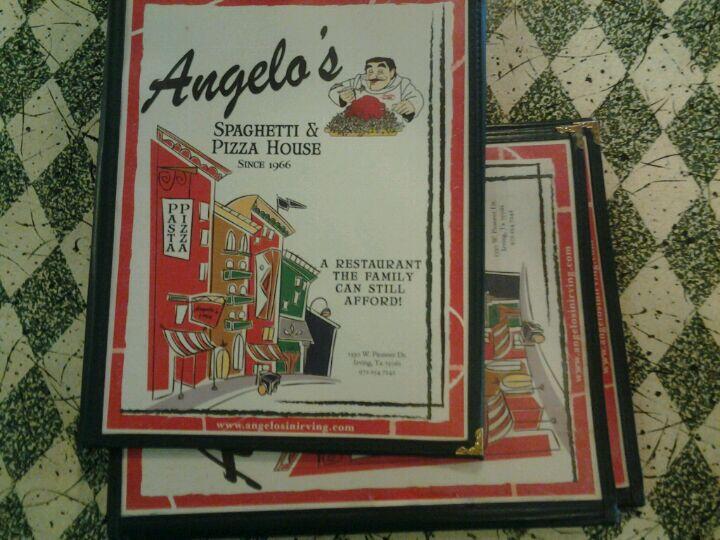 Angelo's
SPAGHETTI &
PIZZA HOUSE
SINCE 1966
PASTA
PIZZA
A RESTAURANT
THE FAMILY
CAN STILL
AFFORD!
Irving,
www.angelosinirving.com
www.angelosinirving.com